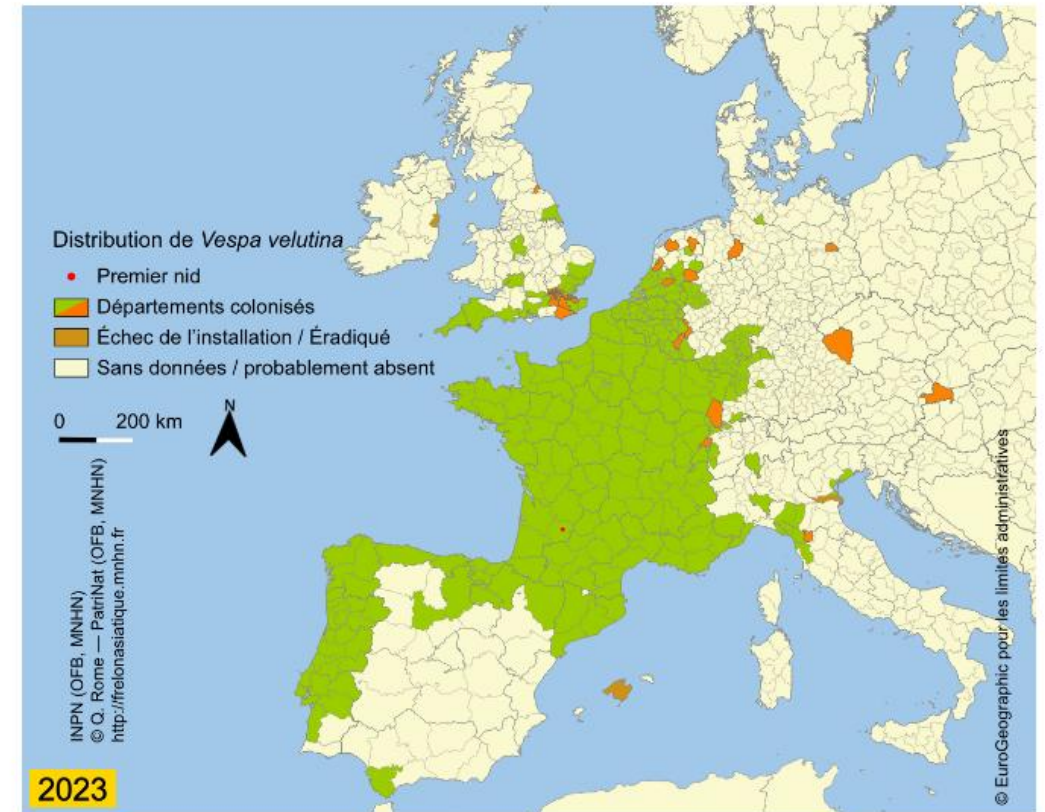 Distribution de Vespa velutina
Premier nid
Départements colonisés
Échec de l'installation / Éradiqué
Sans données / probablement absent
0 200 km
N
INPN (OFB, MNHN)
© Q. Rome — PatriNat (OFB, MNHN)
http://frelonasiatique.mnhn.fr
2023
© EuroGeographic pour les limites administratives